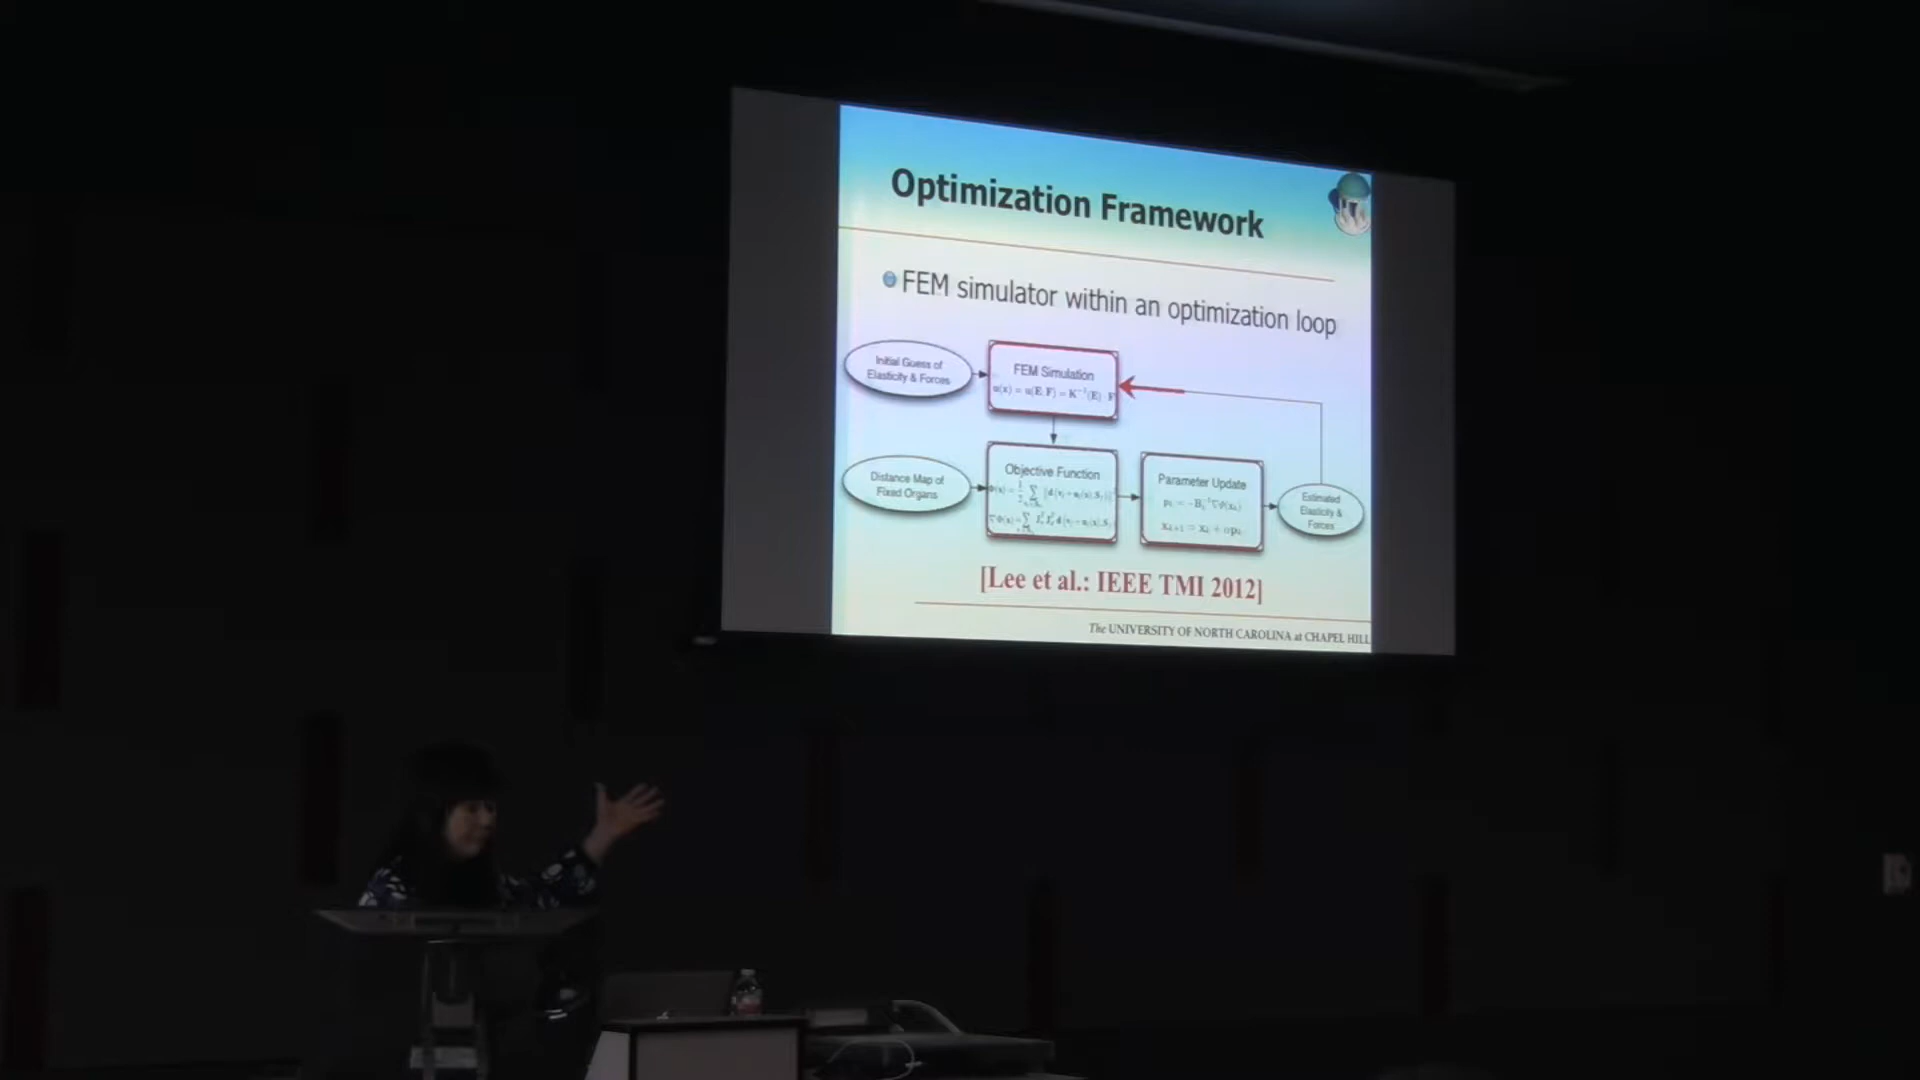 Optimization Framework
FEM simulator within an optimization loop
Initial Guess of
Elasticity & Forces
FEM Simulation
u(x) = u(E; F) = K⁻¹(E) · F
Distance Map of
Fixed Organs
Objective Function
Parameter Update
Estimated
Elasticity &
Forces
[Lee et al.: IEEE TMI 2012]
The UNIVERSITY OF NORTH CAROLINA at CHAPEL HILL